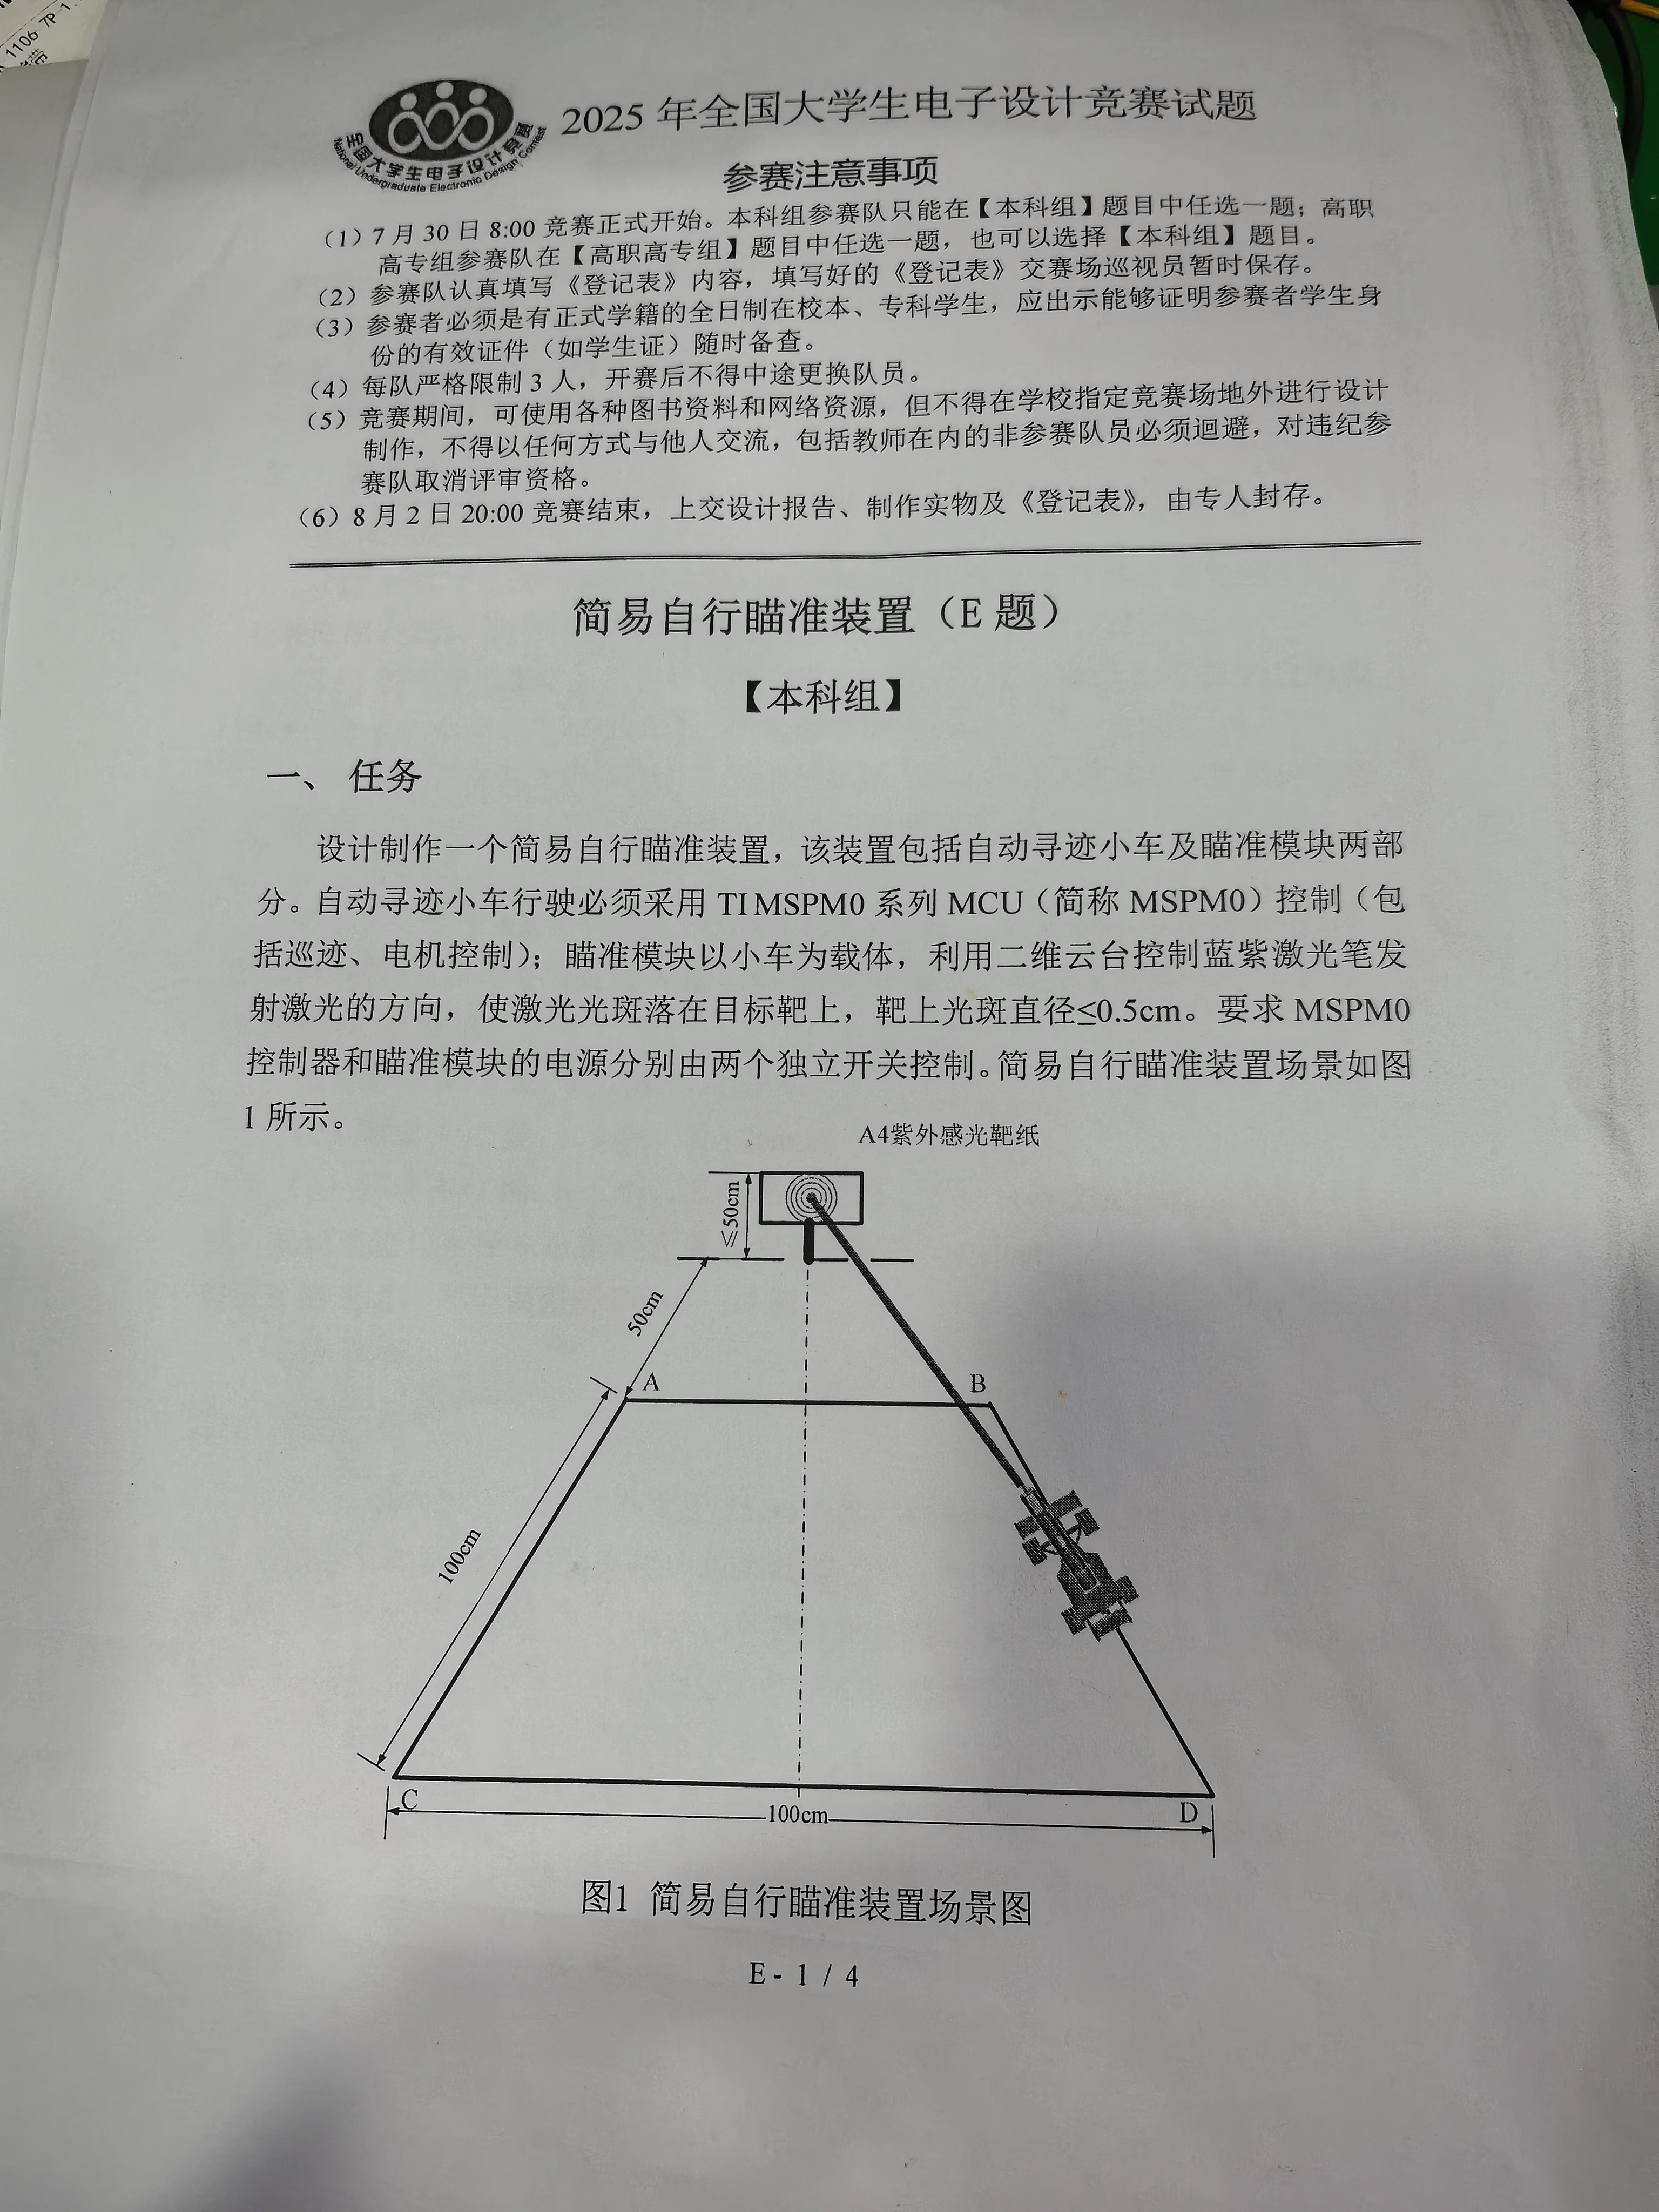 1106 7P-1
2025 年全国大学生电子设计竞赛试题
全国大学生电子设计竞赛
National Undergraduate Electronic Design Contest
参赛注意事项
（1）7 月 30 日 8:00 竞赛正式开始。本科组参赛队只能在【本科组】题目中任选一题；高职
高专组参赛队在【高职高专组】题目中任选一题，也可以选择【本科组】题目。
（2）参赛队认真填写《登记表》内容，填写好的《登记表》交赛场巡视员暂时保存。
（3）参赛者必须是有正式学籍的全日制在校本、专科学生，应出示能够证明参赛者学生身
份的有效证件（如学生证）随时备查。
（4）每队严格限制 3 人，开赛后不得中途更换队员。
（5）竞赛期间，可使用各种图书资料和网络资源，但不得在学校指定竞赛场地外进行设计
制作，不得以任何方式与他人交流，包括教师在内的非参赛队员必须迴避，对违纪参
赛队取消评审资格。
（6）8 月 2 日 20:00 竞赛结束，上交设计报告、制作实物及《登记表》，由专人封存。
简易自行瞄准装置（E 题）
【本科组】
一、 任务
设计制作一个简易自行瞄准装置，该装置包括自动寻迹小车及瞄准模块两部
分。自动寻迹小车行驶必须采用 TI MSPM0 系列 MCU（简称 MSPM0）控制（包
括巡迹、电机控制）；瞄准模块以小车为载体，利用二维云台控制蓝紫激光笔发
射激光的方向，使激光光斑落在目标靶上，靶上光斑直径≤0.5cm。要求 MSPM0
控制器和瞄准模块的电源分别由两个独立开关控制。简易自行瞄准装置场景如图
1 所示。
A4紫外感光靶纸
≤50cm
50cm
A
B
100cm
C
D
100cm
图1 简易自行瞄准装置场景图
E- 1 / 4